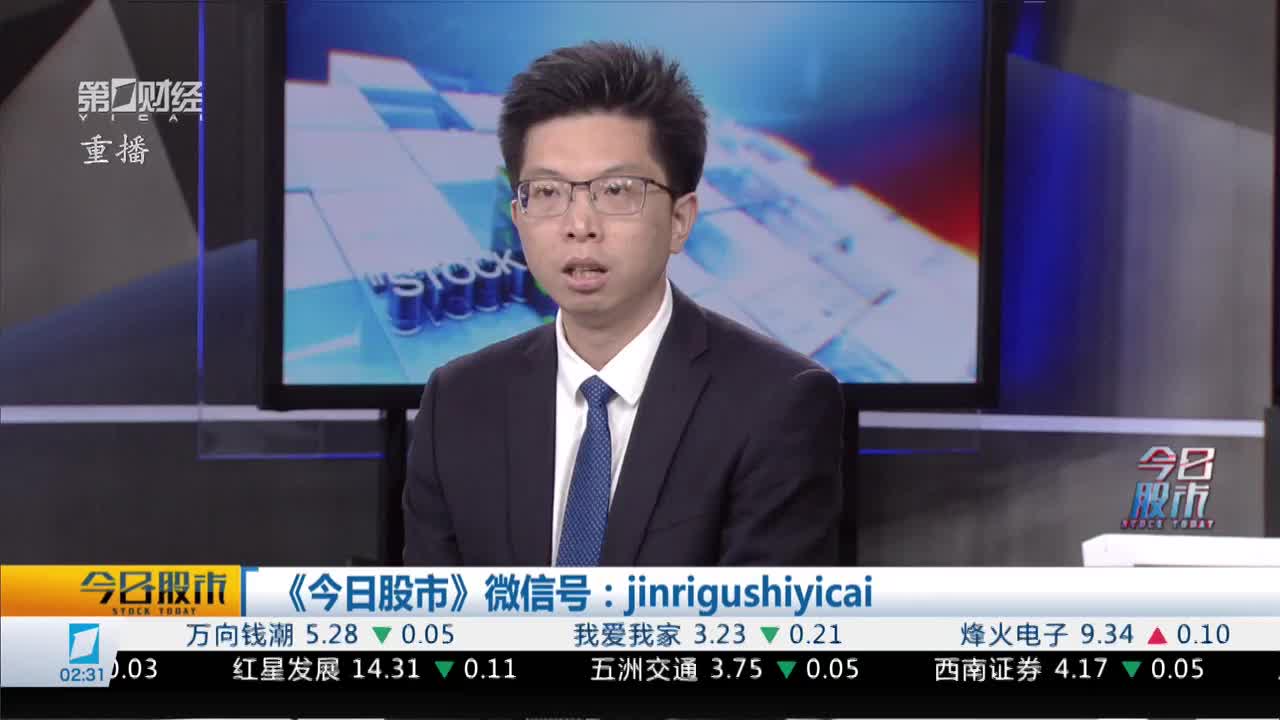 第一财经
YICAI
重播
STOCK
今日
股市
STOCK TODAY
今日股市
STOCK TODAY
《今日股市》微信号：jinrigushiyicai
万向钱潮 5.28 ▼ 0.05 我爱我家 3.23 ▼ 0.21 烽火电子 9.34 ▲ 0.10
02:31
0.03 红星发展 14.31 ▼ 0.11 五洲交通 3.75 ▼ 0.05 西南证券 4.17 ▼ 0.05